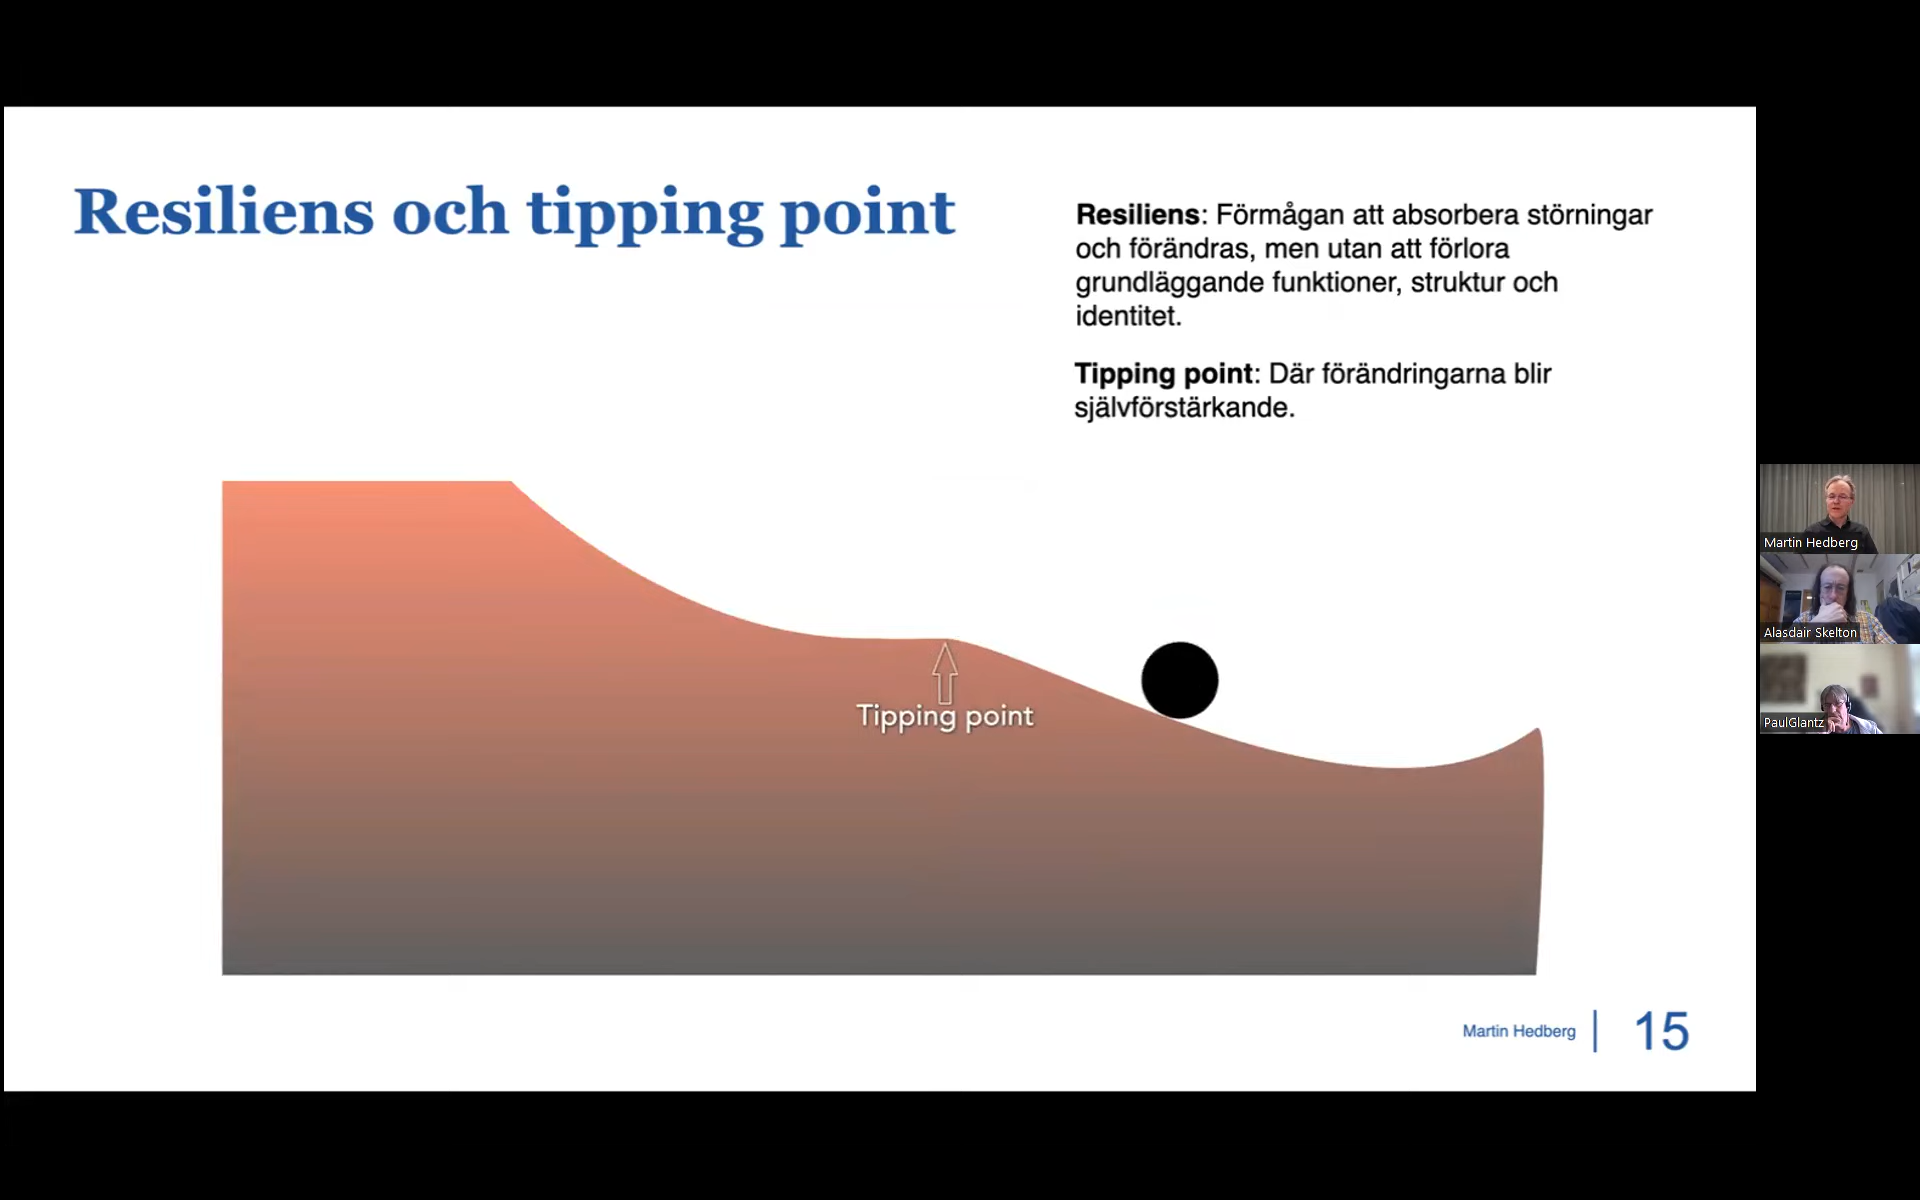 Resiliens och tipping point
Resiliens: Förmågan att absorbera störningar
och förändras, men utan att förlora
grundläggande funktioner, struktur och
identitet.
Tipping point: Där förändringarna blir
självförstärkande.
Tipping point
Martin Hedberg
15
Martin Hedberg
Alasdair Skelton
PaulGlantz